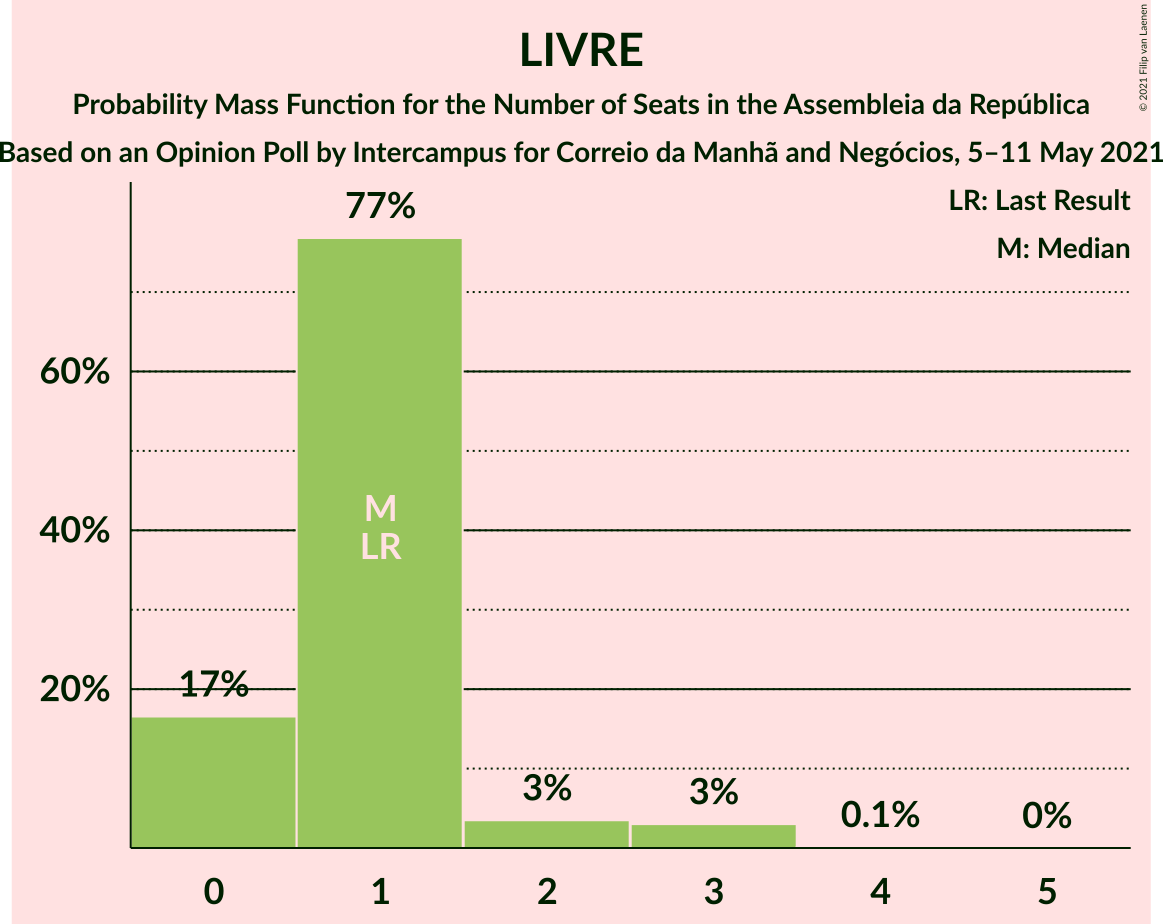 LIVRE
Probability Mass Function for the Number of Seats in the Assembleia da República
Based on an Opinion Poll by Intercampus for Correio da Manhã and Negócios, 5–11 May 2021
© 2021 Filip van Laenen
LR: Last Result
M: Median
77%
60%
40%
20%
M
LR
17%
3%
3%
0.1%
0%
0
1
2
3
4
5